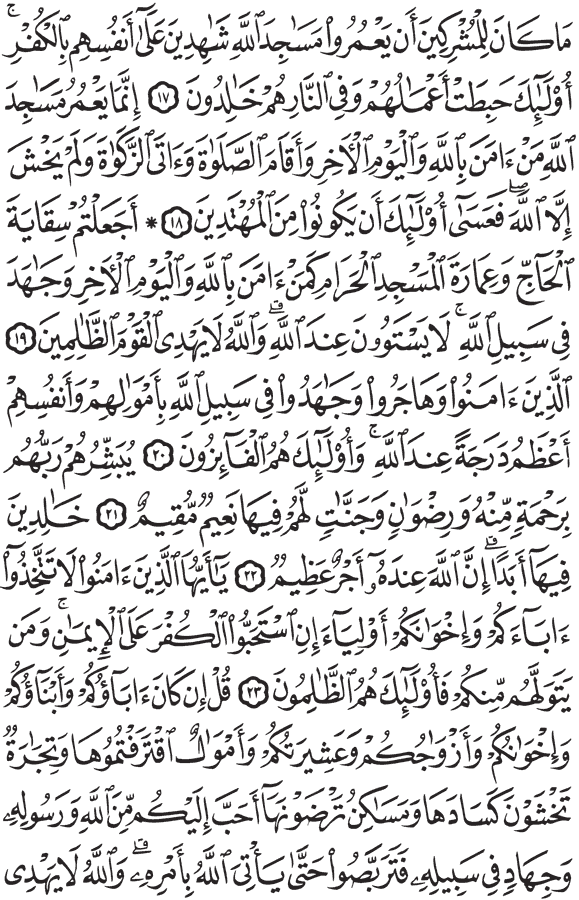 مَا كَانَ لِلْمُشْرِكِينَ أَن يَعْمُرُوا۟ مَسَٰجِدَ ٱللَّهِ شَٰهِدِينَ عَلَىٰٓ أَنفُسِهِم بِٱلْكُفْرِ ۚ
أُو۟لَٰٓئِكَ حَبِطَتْ أَعْمَٰلُهُمْ وَفِى ٱلنَّارِ هُمْ خَٰلِدُونَ ١٧ إِنَّمَا يَعْمُرُ مَسَٰجِدَ
ٱللَّهِ مَنْ ءَامَنَ بِٱللَّهِ وَٱلْيَوْمِ ٱلْءَاخِرِ وَأَقَامَ ٱلصَّلَوٰةَ وَءَاتَى ٱلزَّكَوٰةَ وَلَمْ يَخْشَ
إِلَّا ٱللَّهَ ۖ فَعَسَىٰٓ أُو۟لَٰٓئِكَ أَن يَكُونُوا۟ مِنَ ٱلْمُهْتَدِينَ ١٨ * أَجَعَلْتُمْ سِقَايَةَ
ٱلْحَآجِّ وَعِمَارَةَ ٱلْمَسْجِدِ ٱلْحَرَامِ كَمَنْ ءَامَنَ بِٱللَّهِ وَٱلْيَوْمِ ٱلْءَاخِرِ وَجَٰهَدَ
فِى سَبِيلِ ٱللَّهِ ۚ لَا يَسْتَوُۥنَ عِندَ ٱللَّهِ ۗ وَٱللَّهُ لَا يَهْدِى ٱلْقَوْمَ ٱلظَّٰلِمِينَ ١٩
ٱلَّذِينَ ءَامَنُوا۟ وَهَاجَرُوا۟ وَجَٰهَدُوا۟ فِى سَبِيلِ ٱللَّهِ بِأَمْوَٰلِهِمْ وَأَنفُسِهِمْ
أَعْظَمُ دَرَجَةً عِندَ ٱللَّهِ ۚ وَأُو۟لَٰٓئِكَ هُمُ ٱلْفَآئِزُونَ ٢٠ يُبَشِّرُهُمْ رَبُّهُم
بِرَحْمَةٍ مِّنْهُ وَرِضْوَٰنٍ وَجَنَّٰتٍ لَّهُمْ فِيهَا نَعِيمٌ مُّقِيمٌ ٢١ خَٰلِدِينَ
فِيهَآ أَبَدًا ۚ إِنَّ ٱللَّهَ عِندَهُۥٓ أَجْرٌ عَظِيمٌ ٢٢ يَٰٓأَيُّهَا ٱلَّذِينَ ءَامَنُوا۟ لَا تَتَّخِذُوٓا۟
ءَابَآءَكُمْ وَإِخْوَٰنَكُمْ أَوْلِيَآءَ إِنِ ٱسْتَحَبُّوا۟ ٱلْكُفْرَ عَلَى ٱلْإِيمَٰنِ ۚ وَمَن
يَتَوَلَّهُم مِّنكُمْ فَأُو۟لَٰٓئِكَ هُمُ ٱلظَّٰلِمُونَ ٢٣ قُلْ إِن كَانَ ءَابَآؤُكُمْ وَأَبْنَآؤُكُمْ
وَإِخْوَٰنُكُمْ وَأَزْوَٰجُكُمْ وَعَشِيرَتُكُمْ وَأَمْوَٰلٌ ٱقْتَرَفْتُمُوهَا وَتِجَٰرَةٌ
تَخْشَوْنَ كَسَادَهَا وَمَسَٰكِنُ تَرْضَوْنَهَآ أَحَبَّ إِلَيْكُم مِّنَ ٱللَّهِ وَرَسُولِهِۦ
وَجِهَادٍ فِى سَبِيلِهِۦ فَتَرَبَّصُوا۟ حَتَّىٰ يَأْتِىَ ٱللَّهُ بِأَمْرِهِۦ ۗ وَٱللَّهُ لَا يَهْدِى